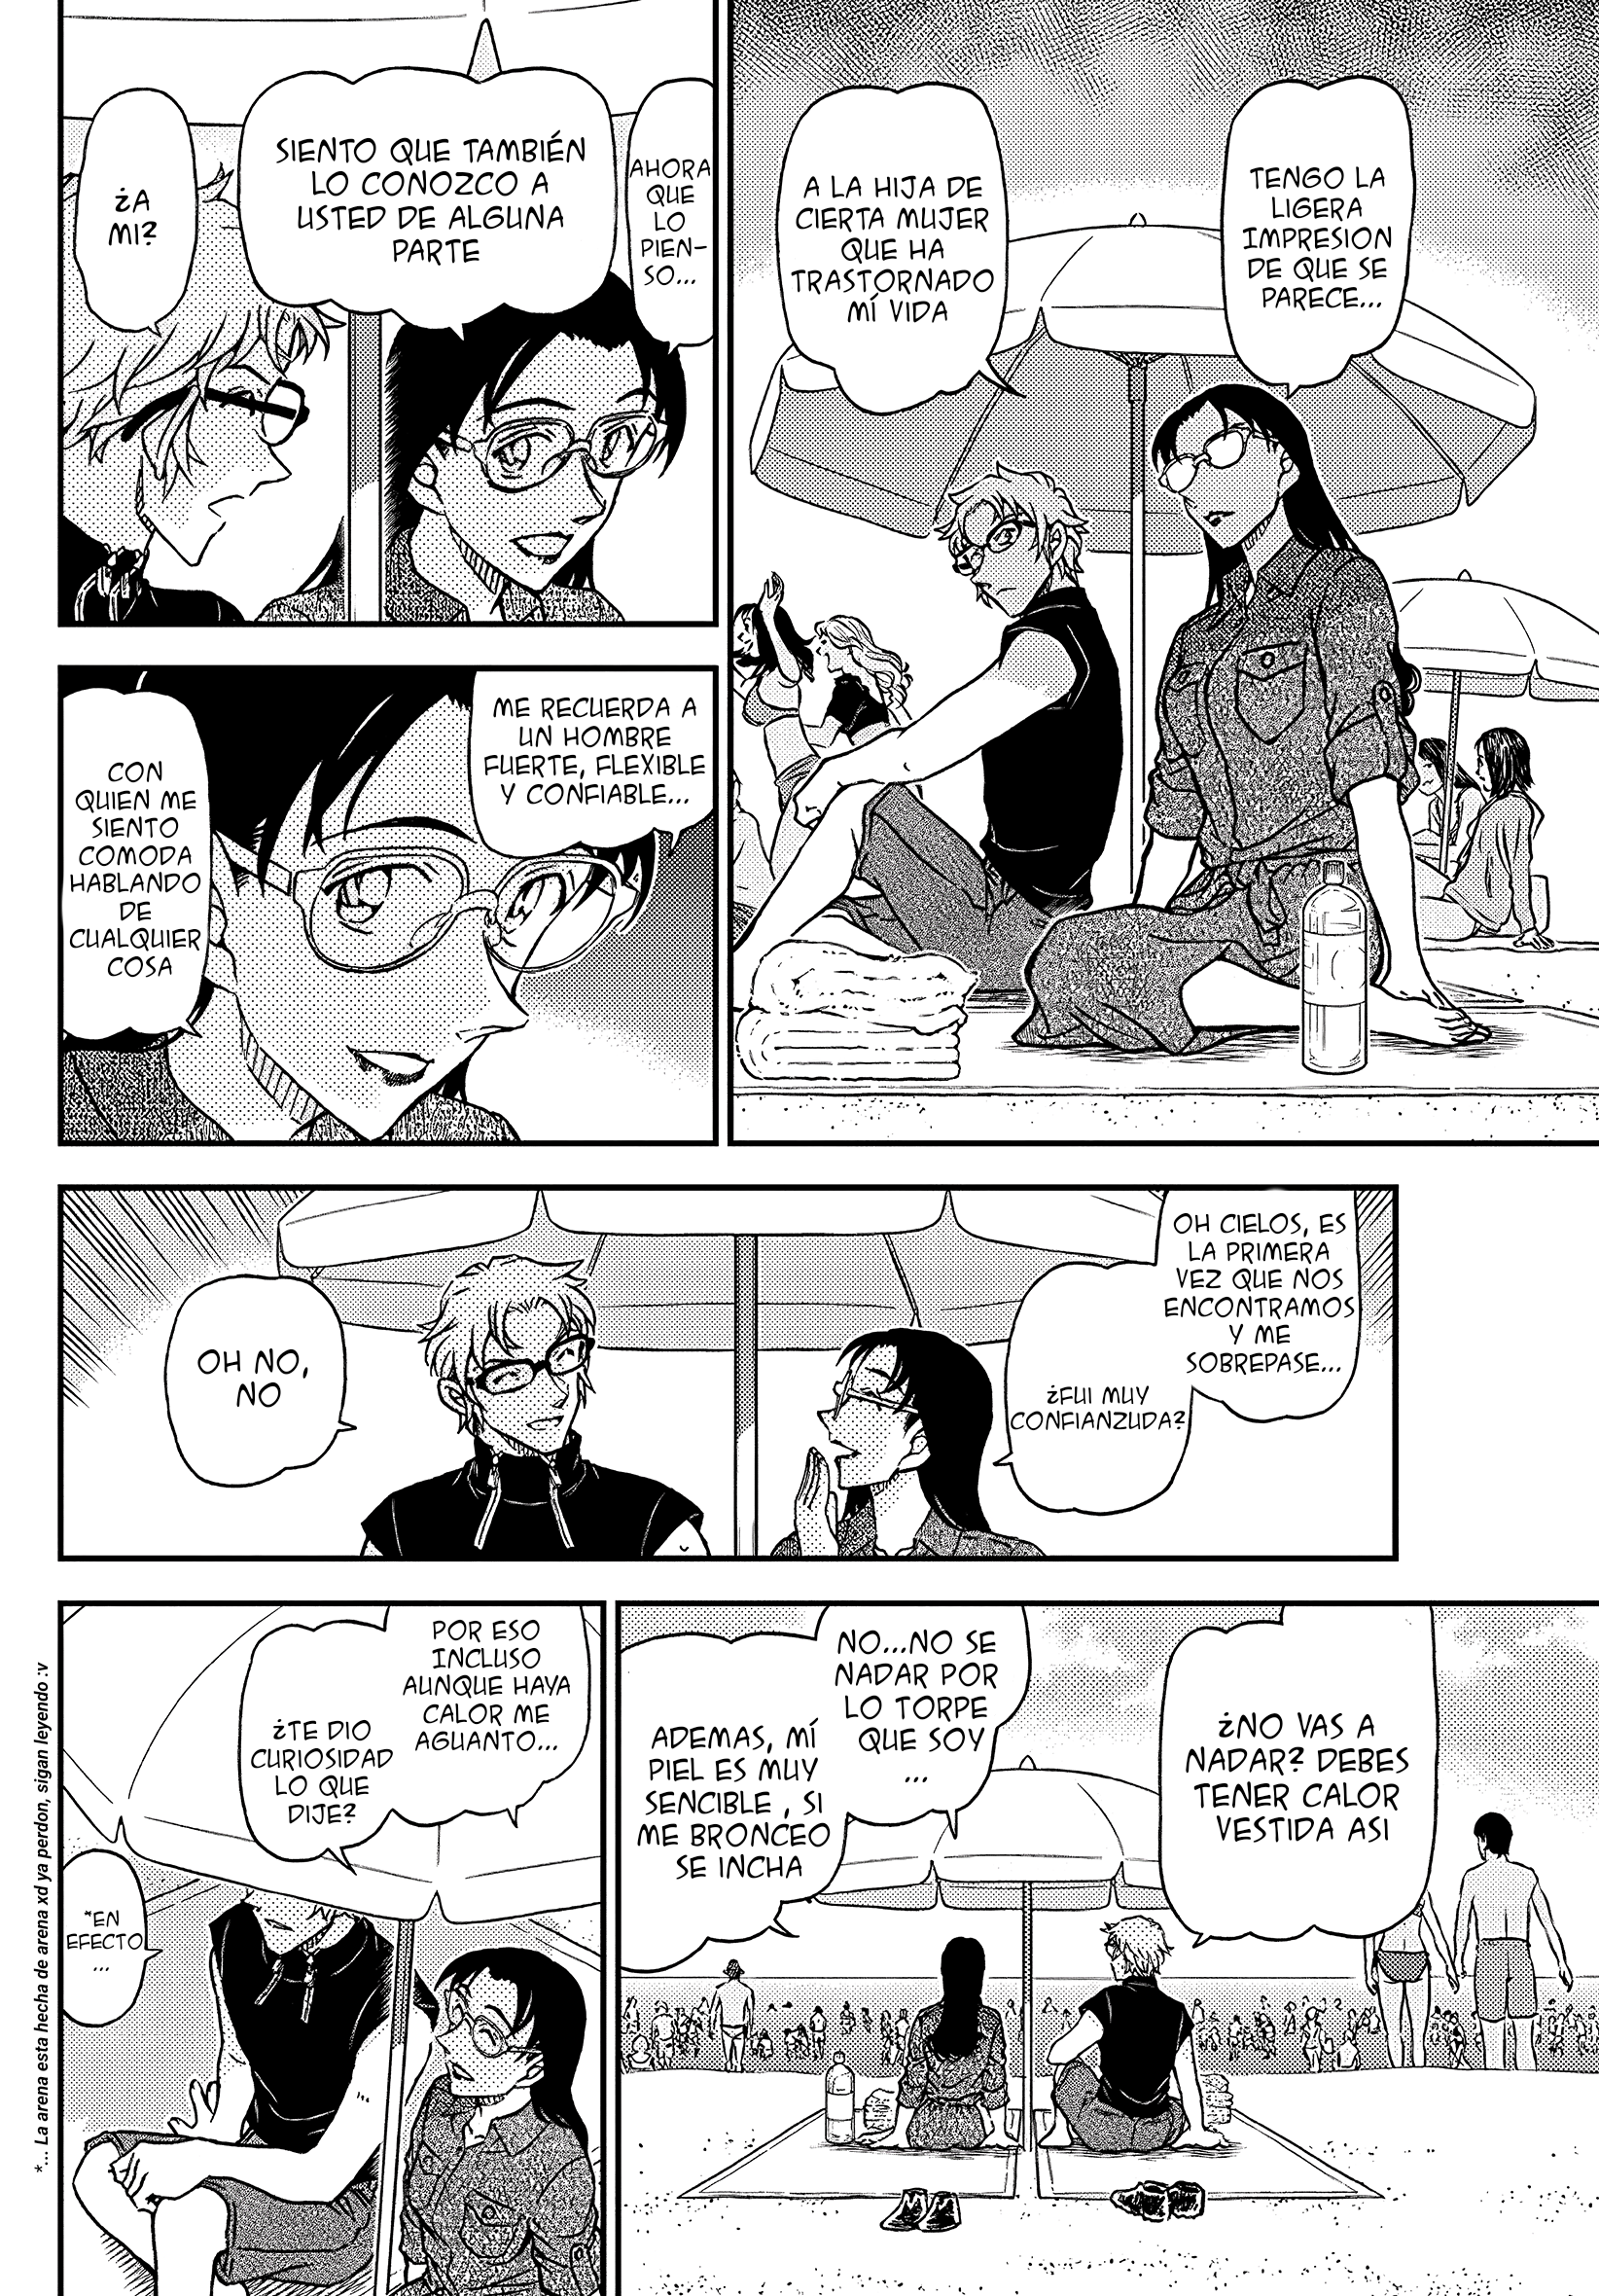 TENGO LA
LIGERA
IMPRESION
DE QUE SE
PARECE...
A LA HIJA DE
CIERTA MUJER
QUE HA
TRASTORNADO
MÍ VIDA
AHORA
QUE
LO
PIEN-
SO...
SIENTO QUE TAMBIÉN
LO CONOZCO A
USTED DE ALGUNA
PARTE
¿A
MI?
ME RECUERDA A
UN HOMBRE
FUERTE, FLEXIBLE
Y CONFIABLE...
CON
QUIEN ME
SIENTO
COMODA
HABLANDO
DE
CUALQUIER
COSA
OH CIELOS, ES
LA PRIMERA
VEZ QUE NOS
ENCONTRAMOS
Y ME
SOBREPASE...
¿FUI MUY
CONFIANZUDA?
OH NO,
NO
¿NO VAS A
NADAR? DEBES
TENER CALOR
VESTIDA ASI
NO...NO SE
NADAR POR
LO TORPE
QUE SOY
...
ADEMAS, MÍ
PIEL ES MUY
SENCIBLE , SI
ME BRONCEO
SE INCHA
POR ESO
INCLUSO
AUNQUE HAYA
CALOR ME
AGUANTO...
¿TE DIO
CURIOSIDAD
LO QUE
DIJE?
*EN
EFECTO
...
...
*... La arena esta hecha de arena xd ya perdon, sigan leyendo :v